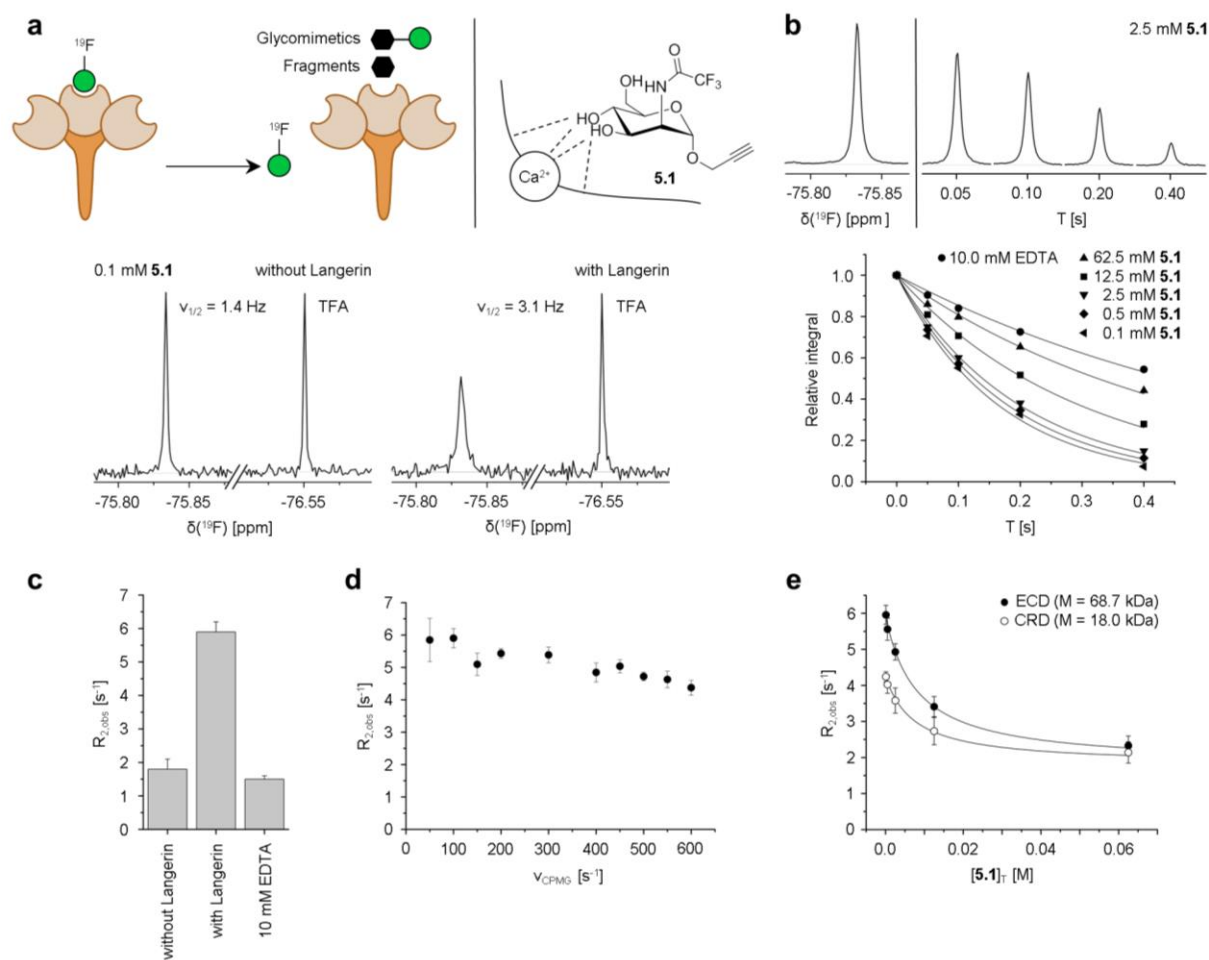 a
¹⁹F
Glycomimetics
Fragments
¹⁹F
OH
HN
O
CF₃
HO
HO
O
O
Ca²⁺
5.1
0.1 mM 5.1
without Langerin
with Langerin
ν₁/₂ = 1.4 Hz
TFA
ν₁/₂ = 3.1 Hz
TFA
-75.80 -75.85 -76.55
δ(¹⁹F) [ppm]
-75.80 -75.85 -76.55
δ(¹⁹F) [ppm]
b
2.5 mM 5.1
-75.80 -75.85
δ(¹⁹F) [ppm]
0.05 0.10 0.20 0.40
T [s]
10.0 mM EDTA
62.5 mM 5.1
12.5 mM 5.1
2.5 mM 5.1
0.5 mM 5.1
0.1 mM 5.1
Relative integral
1.0
0.8
0.6
0.4
0.2
0.0
0.0 0.1 0.2 0.3 0.4
T [s]
c
R₂,obs [s⁻¹]
7
6
5
4
3
2
1
0
without Langerin
with Langerin
10 mM EDTA
d
R₂,obs [s⁻¹]
7
6
5
4
3
2
1
0
0 100 200 300 400 500 600
νCPMG [s⁻¹]
e
ECD (M = 68.7 kDa)
CRD (M = 18.0 kDa)
R₂,obs [s⁻¹]
6
5
4
3
2
1
0
0.0 0.02 0.04 0.06
[5.1]T [M]